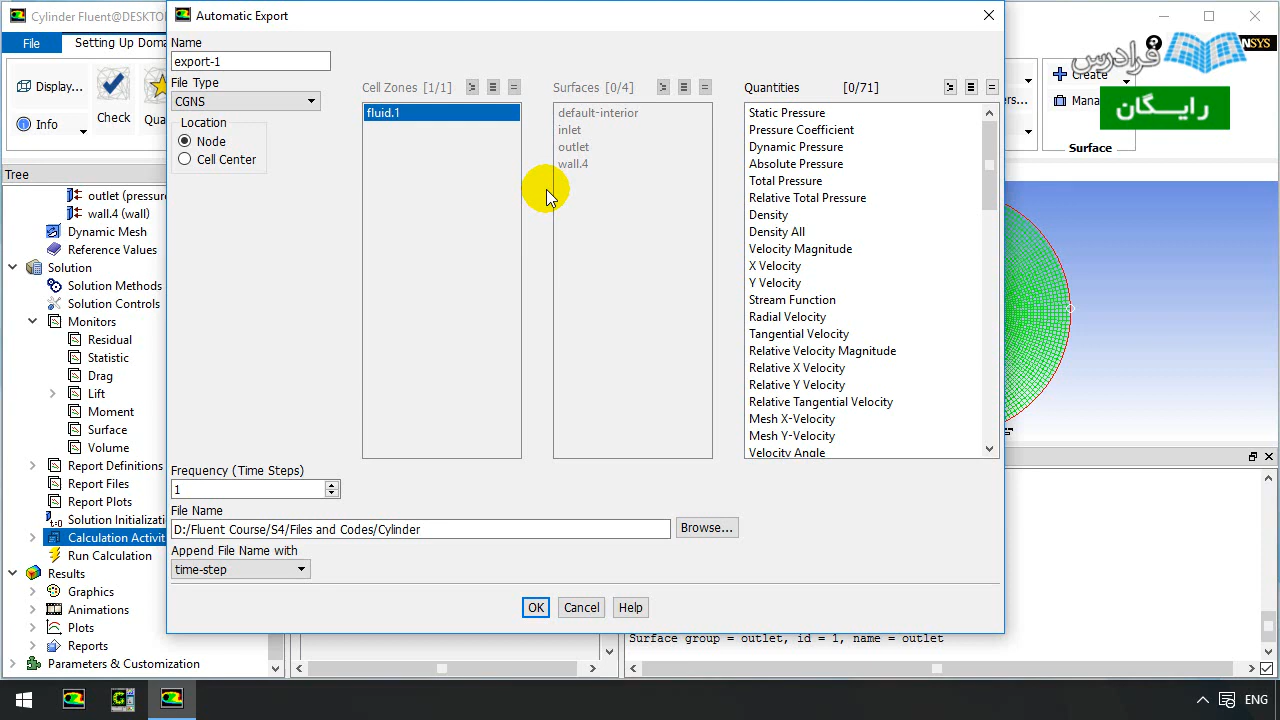 Cylinder Fluent@DESKTO
Automatic Export
File
Setting Up Doma
Display...
Info
Check
Qua
Name
export-1
File Type
CGNS
Location
Node
Cell Center
Cell Zones [1/1]
fluid.1
Surfaces [0/4]
default-interior
inlet
outlet
wall.4
Quantities [0/71]
Static Pressure
Pressure Coefficient
Dynamic Pressure
Absolute Pressure
Total Pressure
Relative Total Pressure
Density
Density All
Velocity Magnitude
X Velocity
Y Velocity
Stream Function
Radial Velocity
Tangential Velocity
Relative Velocity Magnitude
Relative X Velocity
Relative Y Velocity
Relative Tangential Velocity
Mesh X-Velocity
Mesh Y-Velocity
Velocity Angle
Frequency (Time Steps)
1
File Name
D:/Fluent Course/S4/Files and Codes/Cylinder
Browse...
Append File Name with
time-step
OK
Cancel
Help
Tree
outlet (pressure
wall.4 (wall)
Dynamic Mesh
Reference Values
Solution
Solution Methods
Solution Controls
Monitors
Residual
Statistic
Drag
Lift
Moment
Surface
Volume
Report Definitions
Report Files
Report Plots
Solution Initializati
Calculation Activit
Run Calculation
Results
Graphics
Animations
Plots
Reports
Parameters & Customization
NSYS
فرادرس
رایگان
Create
Mana
ers...
Surface
Surface group = outlet, id = 1, name = outlet
ENG